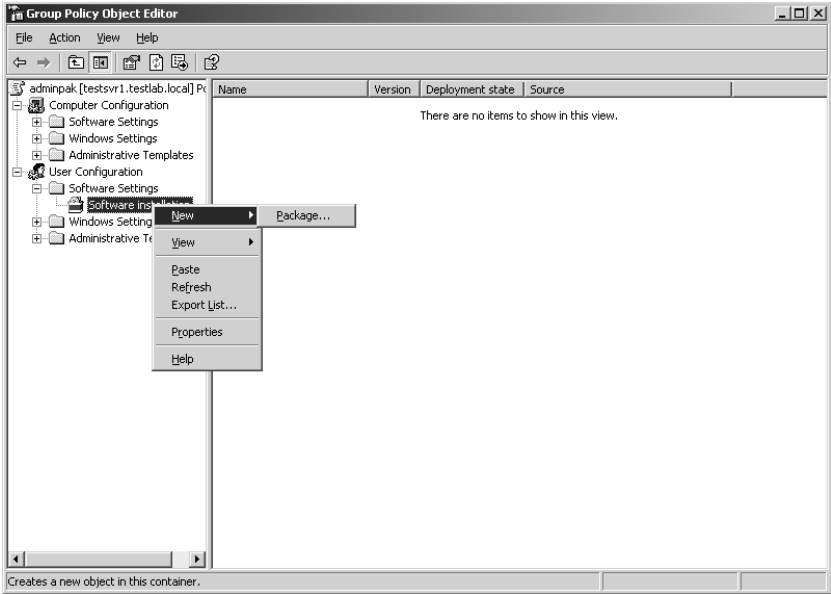 Group Policy Object Editor
File Action View Help
adminpak [testsvr1.testlab.local] Po
Name Version Deployment state Source
Computer Configuration
There are no items to show in this view.
Software Settings
Windows Settings
Administrative Templates
User Configuration
Software Settings
Software installation
New Package...
Windows Setting
View
Administrative Te
Paste
Refresh
Export List...
Properties
Help
Creates a new object in this container.